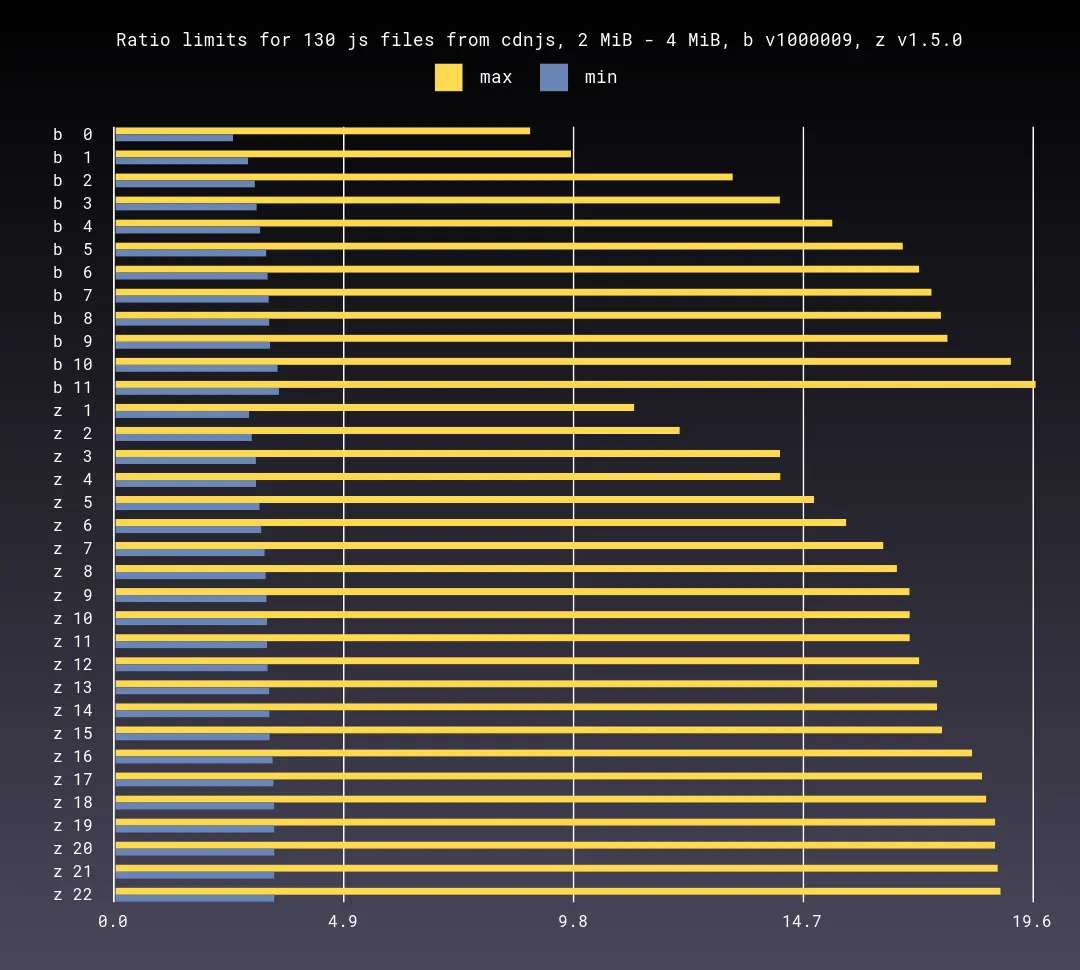 Ratio limits for 130 js files from cdnjs, 2 MiB - 4 MiB, b v1000009, z v1.5.0
max min
b 0
b 1
b 2
b 3
b 4
b 5
b 6
b 7
b 8
b 9
b 10
b 11
z 1
z 2
z 3
z 4
z 5
z 6
z 7
z 8
z 9
z 10
z 11
z 12
z 13
z 14
z 15
z 16
z 17
z 18
z 19
z 20
z 21
z 22
0.0 4.9 9.8 14.7 19.6